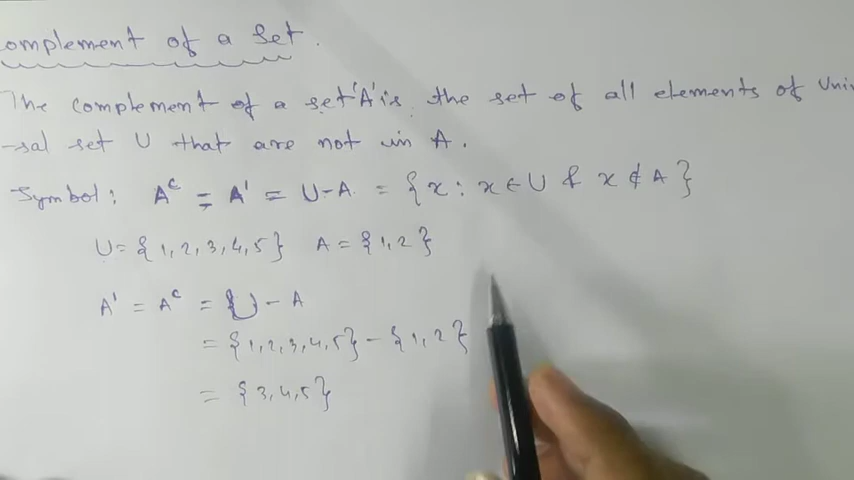 omplement of a set.
The complement of a set 'A' is the set of all elements of Univ
-sal set U that are not in A.
Symbol: Aᶜ = A' = U-A = {x : x ∈ U & x ∉ A}
U = {1,2,3,4,5} A = {1,2}
A' = Aᶜ = U - A
= {1,2,3,4,5} - {1,2}
= {3,4,5}